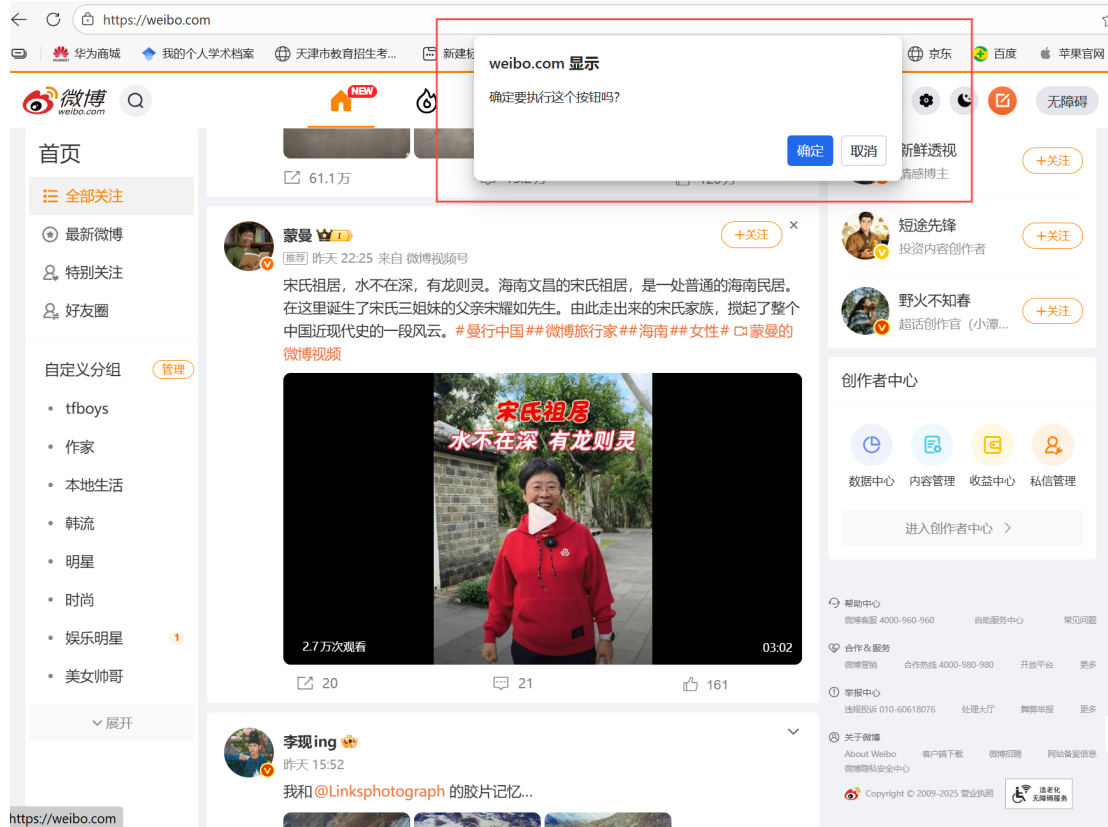 https://weibo.com
华为商城
我的个人学术档案
天津市教育招生考...
新建标
京东
百度
苹果官网
weibo.com 显示
确定要执行这个按钮吗?
确定
取消
微博
weibo.com
NEW
无障碍
首页
全部关注
最新微博
特别关注
好友圈
自定义分组
管理
tfboys
作家
本地生活
韩流
明星
时尚
娱乐明星
1
美女帅哥
展开
61.1万
蒙曼
I
+关注
推荐 昨天 22:25 来自 微博视频号
宋氏祖居,水不在深,有龙则灵。海南文昌的宋氏祖居,是一处普通的海南民居。
在这里诞生了宋氏三姐妹的父亲宋耀如先生。由此走出来的宋氏家族,搅起了整个
中国近现代史的一段风云。#曼行中国##微博旅行家##海南##女性# 蒙曼的
微博视频
宋氏祖居
水不在深 有龙则灵
2.7万次观看
03:02
20
21
161
李现ing
昨天 15:52
我和@Linksphotograph 的胶片记忆...
新鲜透视
情感博主
+关注
短途先锋
投资内容创作者
+关注
野火不知春
超话创作官(小潭...
+关注
创作者中心
数据中心
内容管理
收益中心
私信管理
进入创作者中心
帮助中心
微博客服 4000-960-960
自助服务中心
常见问题
合作&服务
微博营销
合作热线 4000-980-980
开放平台
更多
举报中心
违规投诉 010-60618076
处理大厅
舞弊举报
更多
关于微博
About Weibo
客户端下载
微博招聘
网站备案信息
微博隐私安全中心
Copyright © 2009-2025 营业执照
适老化
无障碍服务
https://weibo.com